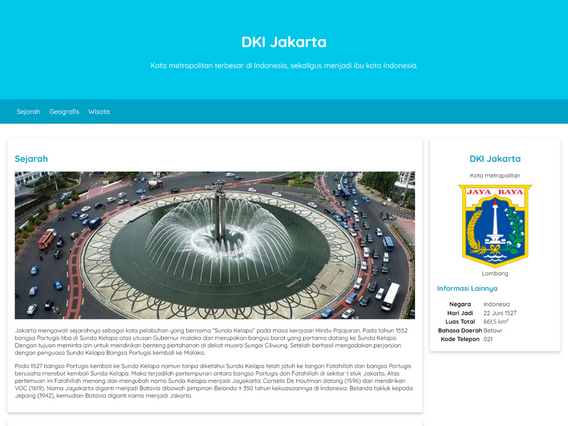 DKI Jakarta
Kota metropolitan terbesar di Indonesia, sekaligus menjadi ibu kota Indonesia.
Sejarah Geografis Wisata
Sejarah
Jakarta mengawali sejarahnya sebagai kota pelabuhan yang bernama "Sunda Kelapa" pada masa kerajaan Hindu Pajajaran. Pada tahun 1552
bangsa Portugis tiba di Sunda Kelapa atas utusan Gubernur malaka dan merupakan bangsa barat yang pertama datang ke Sunda Kelapa.
Dengan tujuan meminta izin untuk mendirikan benteng pertahanan di dekat muara Sungai Ciliwung. Setelah berhasil mengadakan perjanjian
dengan penguasa Sunda Kelapa Bangsa Portugis kembali ke Malaka.
Pada 1527 bangsa Portugis kembali ke Sunda Kelapa namun tanpa diketahui Sunda Kelapa telah jatuh ke tangan Fatahillah dan bangsa Portugis
berusaha merebut kembali Sunda Kelapa. Maka terjadilah pertempuran antara bangsa Portugis dan Fatahillah di sekitar teluk Jakarta. Atas
pertemuan ini Fatahillah menang dan mengubah nama Sunda Kelapa menjadi Jayakarta. Cornelis De Houtman datang (1596) dan mendirikan
VOC (1619). Nama Jayakarta diganti menjadi Batavia dibawah pimpinan Belanda ± 350 tahun kekuasaannya di Indonesia. Belanda takluk kepada
Jepang (1942), kemudian Batavia diganti nama menjadi Jakarta.
DKI Jakarta
Kota metropolitan
JAYA RAYA
Lambang
Informasi Lainnya
Negara Indonesia
Hari Jadi 22 Juni 1527
Luas Total 661,5 km²
Bahasa Daerah Betawi
Kode Telepon 021